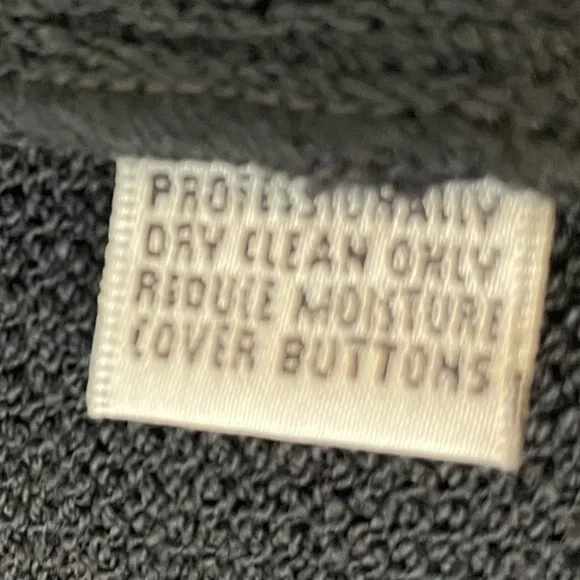 PROFESSIONALLY
DRY CLEAN ONLY
REDUCE MOISTURE
COVER BUTTONS